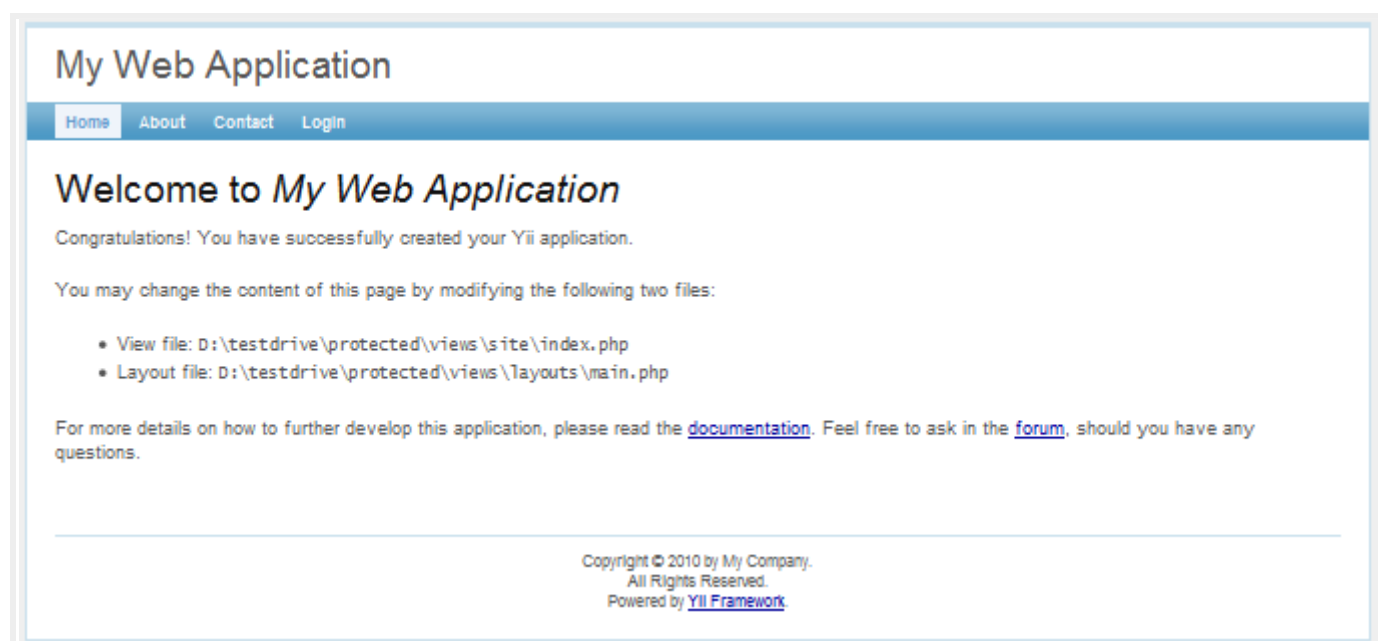 My Web Application
Home About Contact Login
Welcome to My Web Application
Congratulations! You have successfully created your Yii application.
You may change the content of this page by modifying the following two files:
• View file: D:\testdrive\protected\views\site\index.php
• Layout file: D:\testdrive\protected\views\layouts\main.php
For more details on how to further develop this application, please read the documentation. Feel free to ask in the forum, should you have any
questions.
Copyright © 2010 by My Company.
All Rights Reserved.
Powered by Yii Framework.